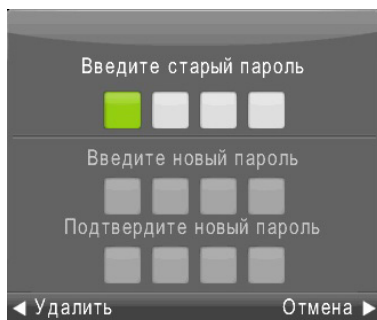 Введите старый пароль
Введите новый пароль
Подтвердите новый пароль
◀ Удалить Отмена ▶